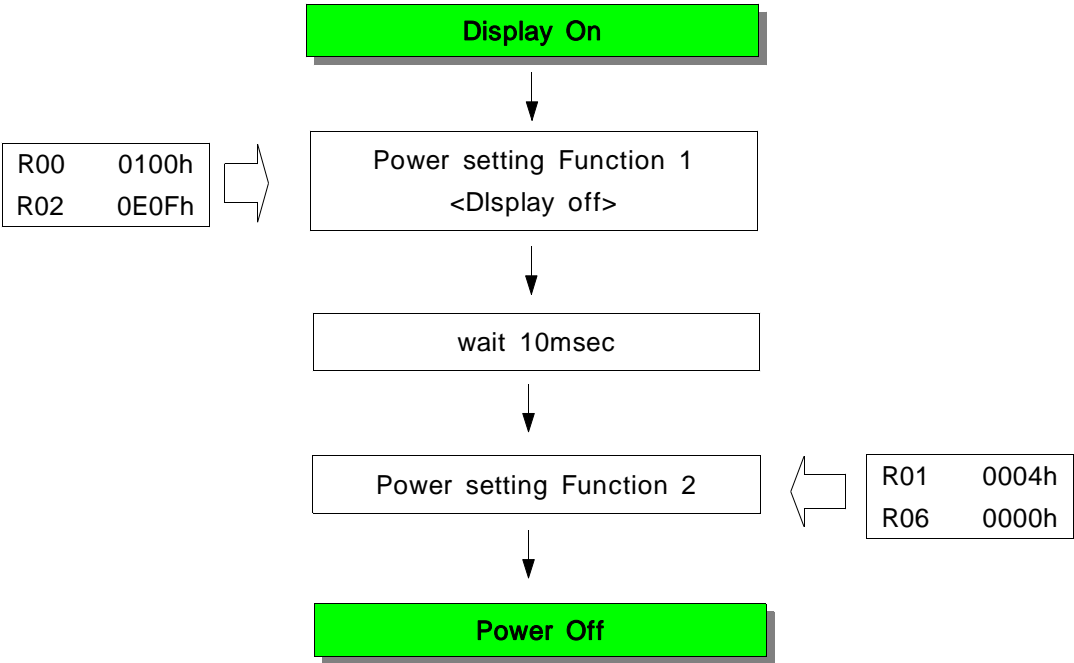 Display On
R00 0100h
R02 0E0Fh
Power setting Function 1
<DIsplay off>
wait 10msec
Power setting Function 2
R01 0004h
R06 0000h
Power Off